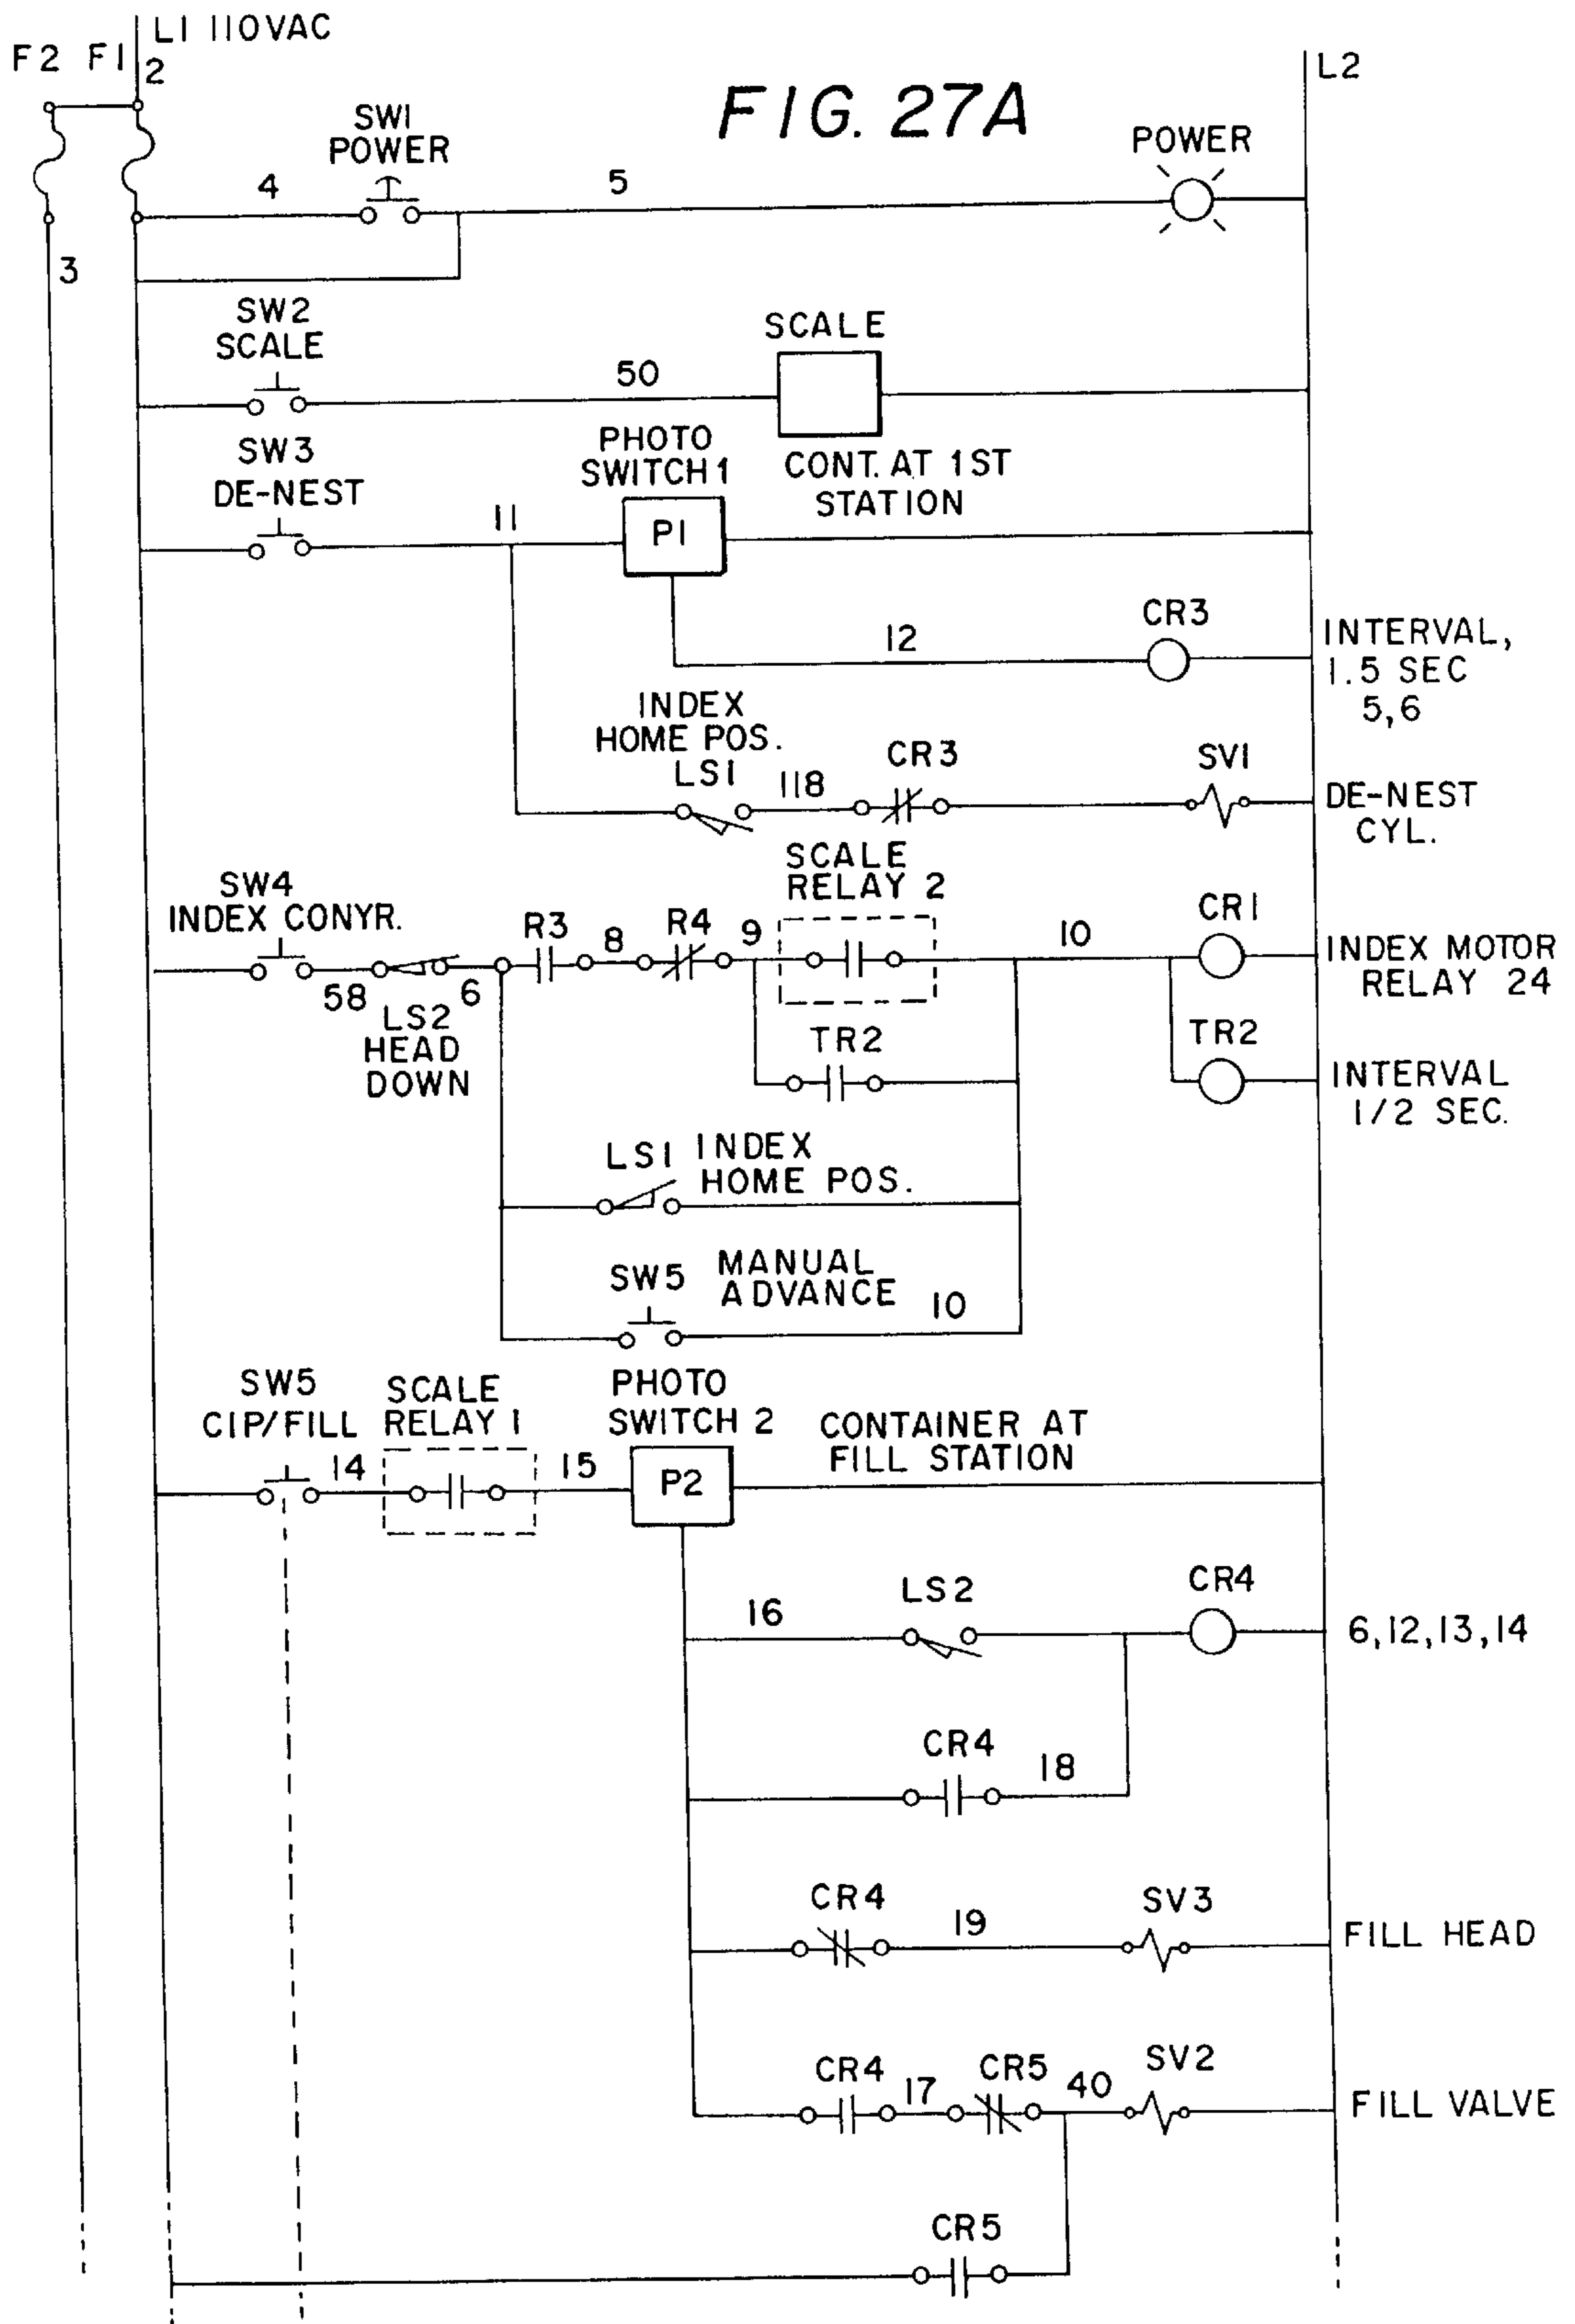 L1 110VAC
F2 F1 2
L2
FIG. 27A
SW1
POWER
POWER
4
5
3
SW2
SCALE
SCALE
50
SW3
DE-NEST
PHOTO
SWITCH 1
CONT. AT 1ST
STATION
11
P1
CR3
12
INTERVAL,
1.5 SEC
5,6
INDEX
HOME POS.
LS1
118
CR3
SV1
DE-NEST
CYL.
SCALE
RELAY 2
SW4
INDEX CONYR.
58
LS2
HEAD
DOWN
6
R3
8
R4
9
10
CR1
INDEX MOTOR
RELAY 24
TR2
TR2
INTERVAL
1/2 SEC.
LS1 INDEX
HOME POS.
SW5 MANUAL
ADVANCE
10
SW5
CIP/FILL
14
SCALE
RELAY 1
15
PHOTO
SWITCH 2
P2
CONTAINER AT
FILL STATION
16
LS2
CR4
6,12,13,14
CR4
18
CR4
19
SV3
FILL HEAD
CR4
17
CR5
40
SV2
FILL VALVE
CR5